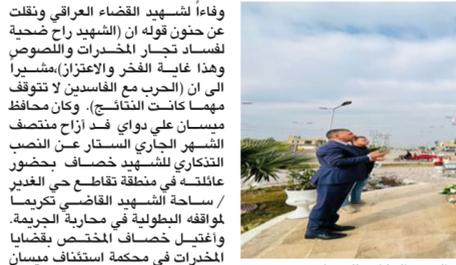 وفاءاً لشهيد القضاء العراقي ونقلت
عن حنون قوله ان (الشهيد راح ضحية
لفساد تجار المخدرات واللصوص
وهذا غاية الفخر والاعتزاز)،مشيراً
الى ان (الحرب مع الفاسدين لا تتوقف
مهما كانت النتائج). وكان محافظ
ميسان علي دواي قد أزاح منتصف
الشهر الجاري الستار عن النصب
التذكاري للشهيد خصاف بحضور
عائلته في منطقة تقاطع حي الغدير
/ ساحة الشهيد القاضي تكريماً
لمواقفه البطولية في محاربة الجريمة.
وأغتيل خصاف المختص بقضايا
المخدرات في محكمة استئناف ميسان